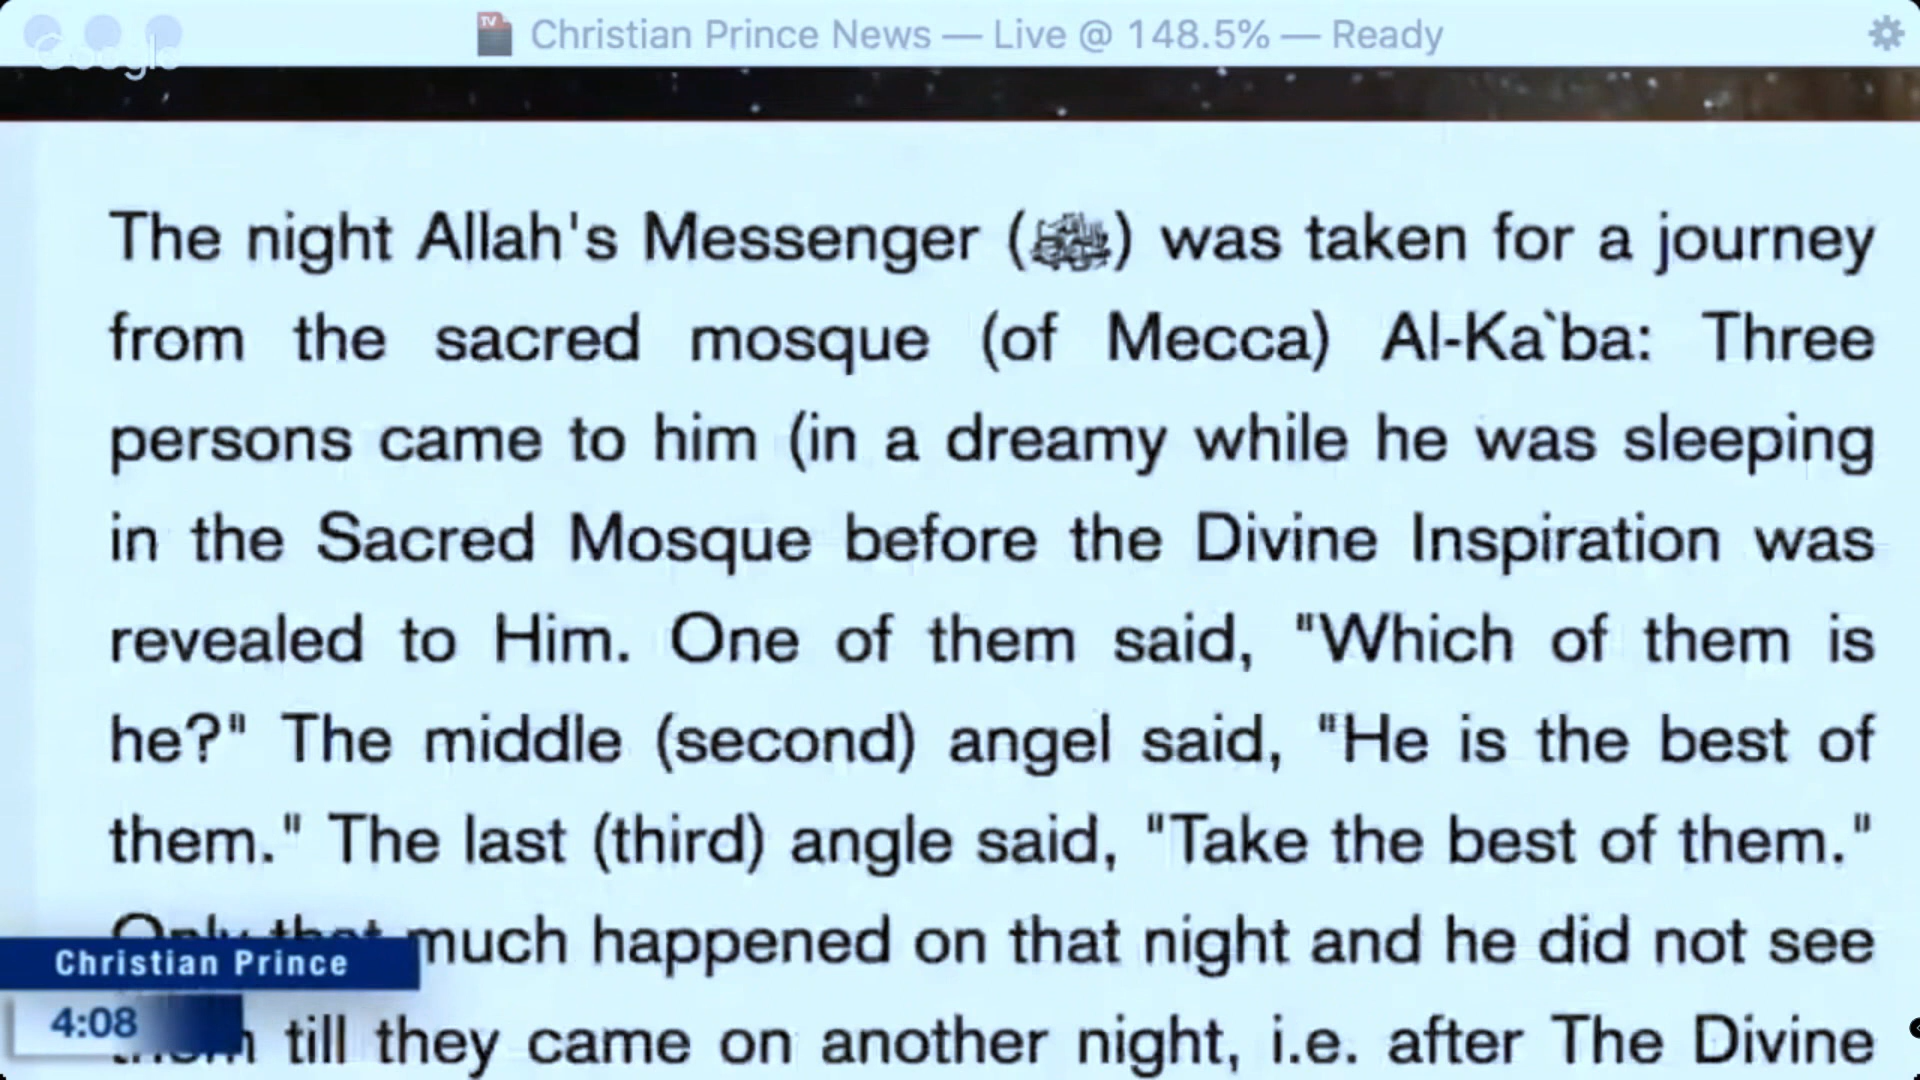 Christian Prince News — Live @ 148.5% — Ready
Google
The night Allah's Messenger (ﷺ) was taken for a journey
from the sacred mosque (of Mecca) Al-Ka`ba: Three
persons came to him (in a dreamy while he was sleeping
in the Sacred Mosque before the Divine Inspiration was
revealed to Him. One of them said, "Which of them is
he?" The middle (second) angel said, "He is the best of
them." The last (third) angle said, "Take the best of them."
Only that much happened on that night and he did not see
till they came on another night, i.e. after The Divine
Christian Prince
4:08